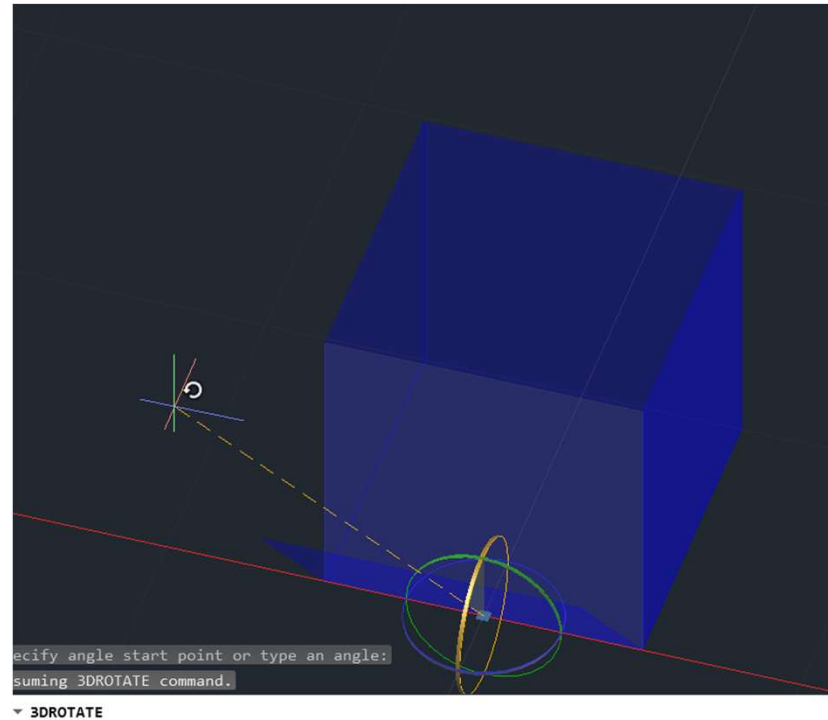 ecify angle start point or type an angle:
suming 3DROTATE command.
3DROTATE